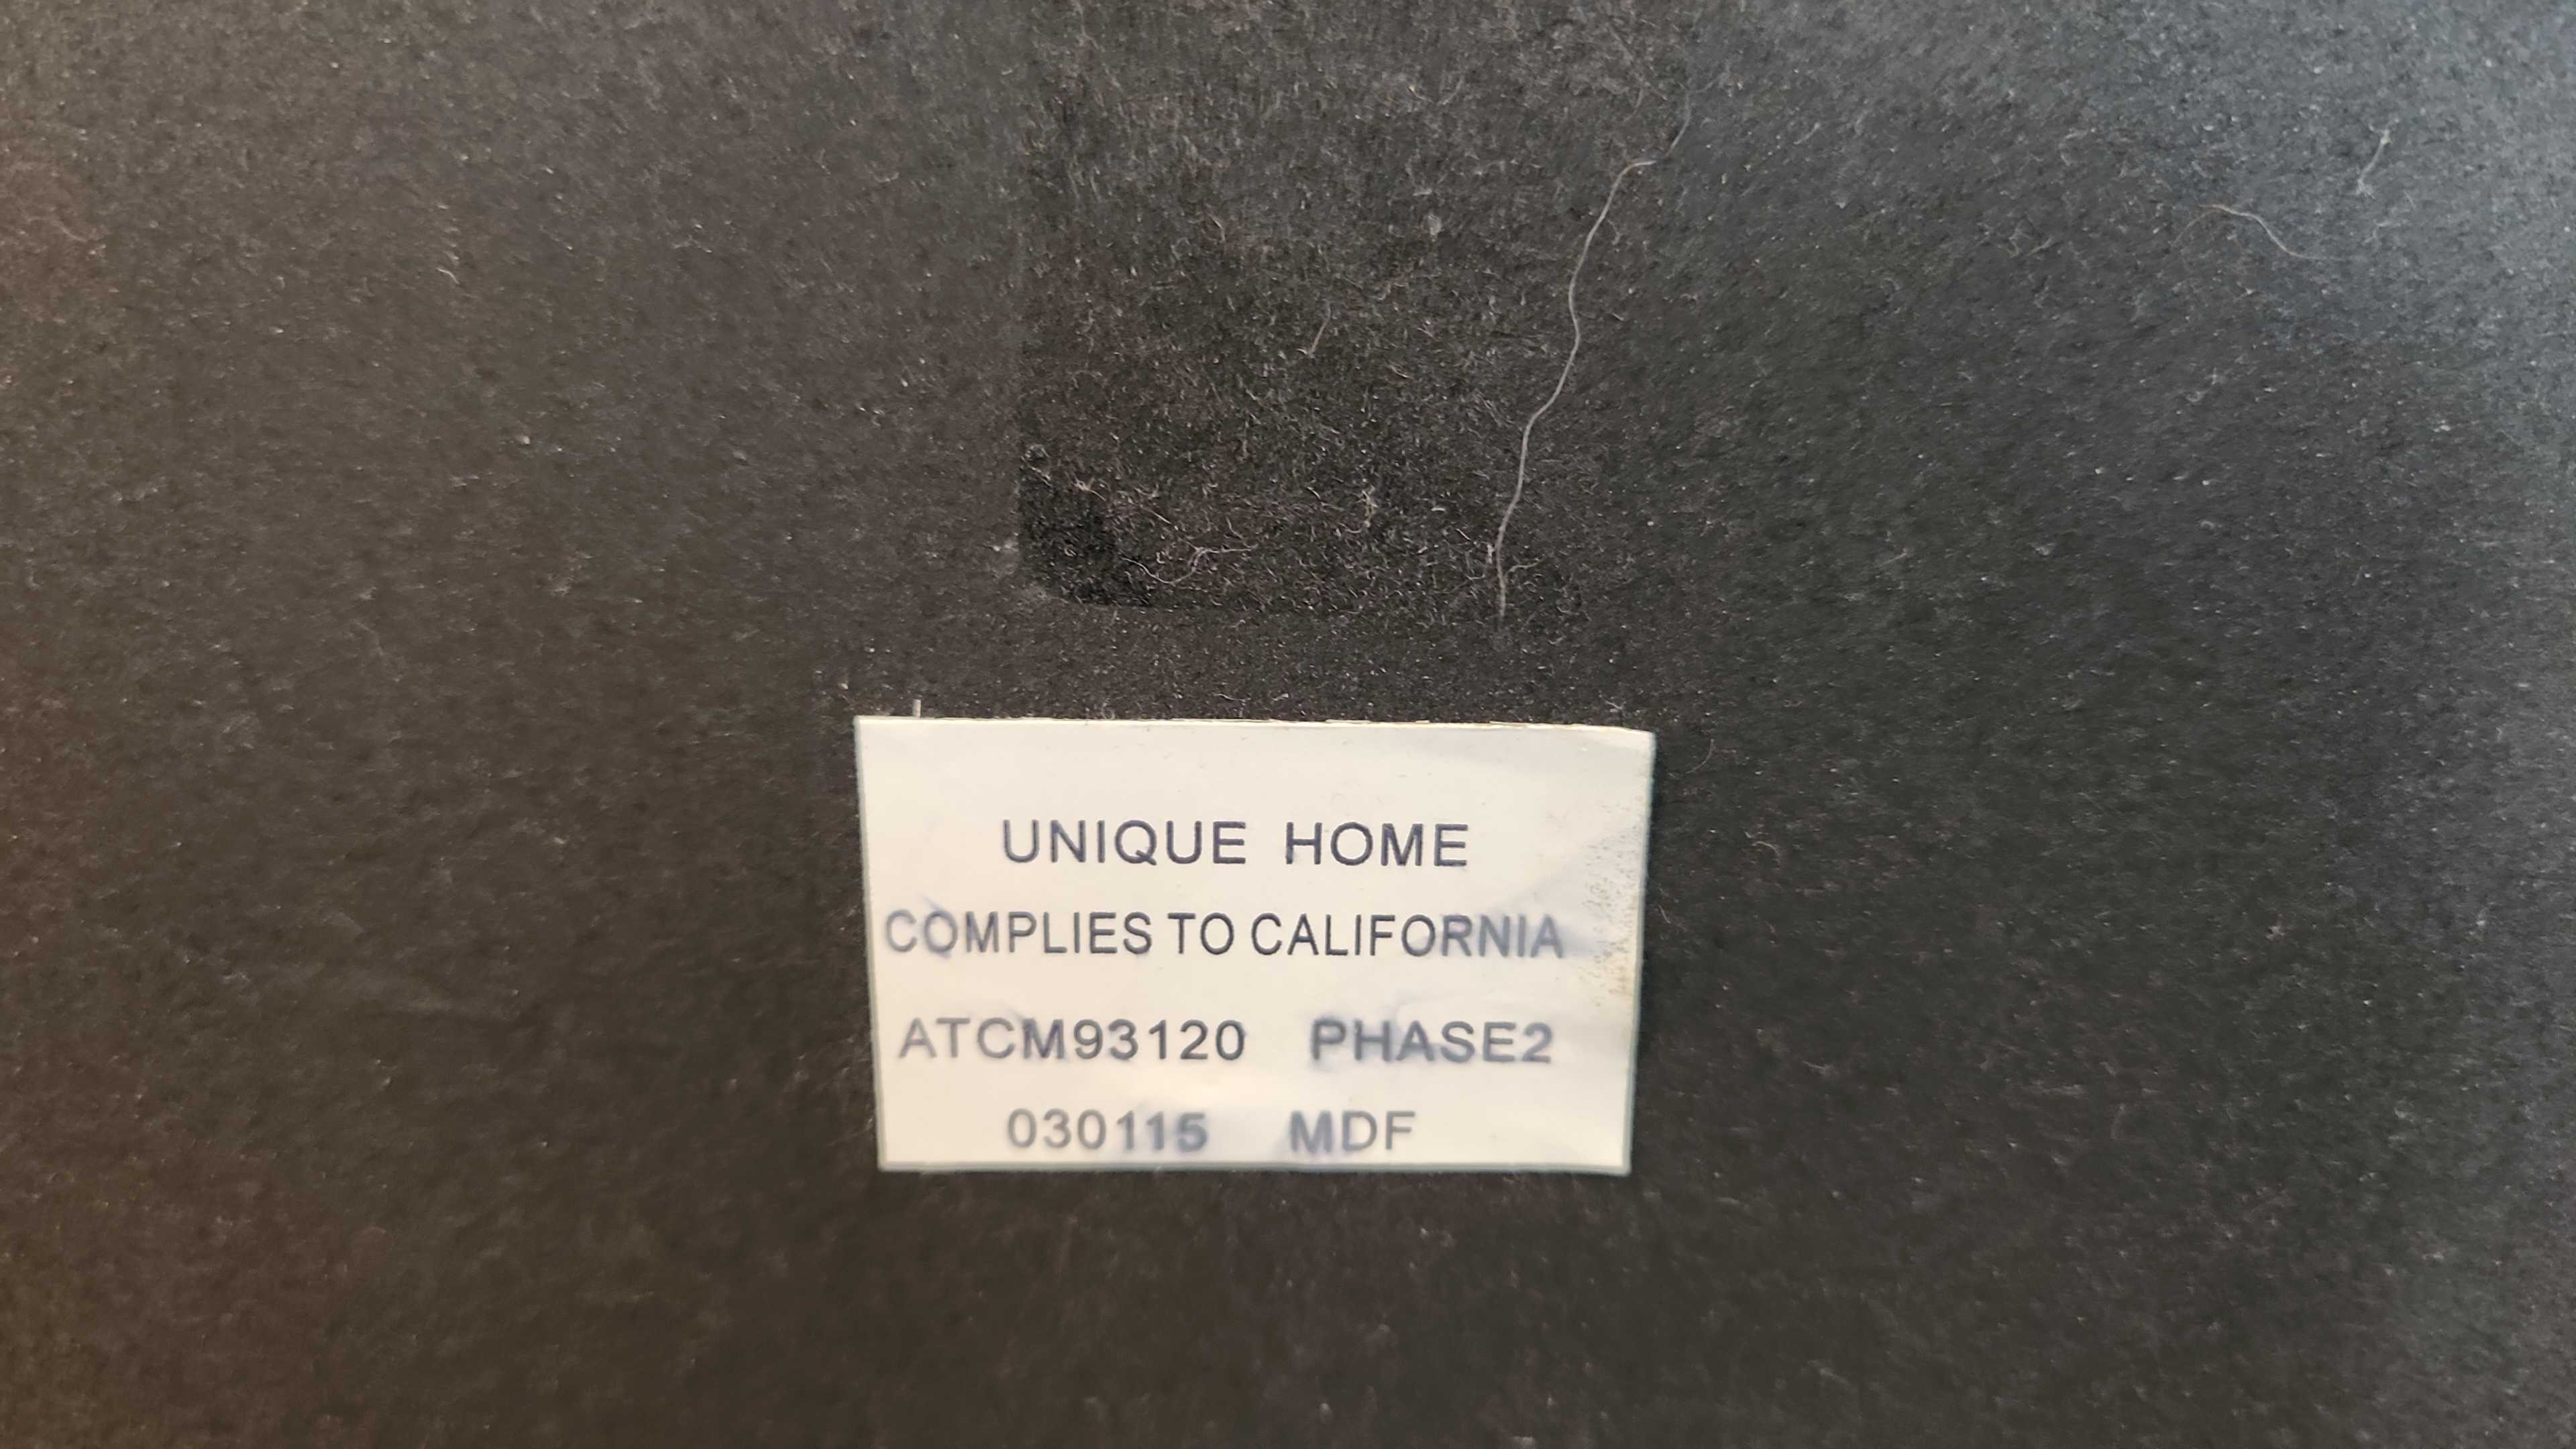 UNIQUE HOME
COMPLIES TO CALIFORNIA
ATCM93120 PHASE2
030115 MDF